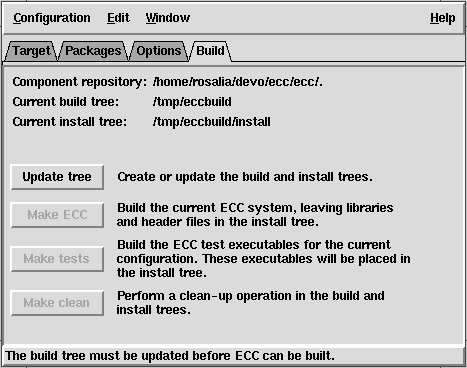 Configuration Edit Window Help
Target Packages Options Build
Component repository: /home/rosalia/devo/ecc/ecc/.
Current build tree: /tmp/eccbuild
Current install tree: /tmp/eccbuild/install
Update tree Create or update the build and install trees.
Make ECC Build the current ECC system, leaving libraries
and header files in the install tree.
Make tests Build the ECC test executables for the current
configuration. These executables will be placed in
the install tree.
Make clean Perform a clean-up operation in the build and
install trees.
The build tree must be updated before ECC can be built.